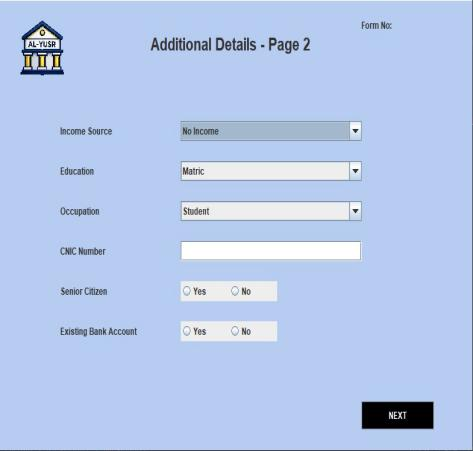 Form No:
AL-YUSR
Additional Details - Page 2
Income Source No Income
Education Matric
Occupation Student
CNIC Number
Senior Citizen Yes No
Existing Bank Account Yes No
NEXT